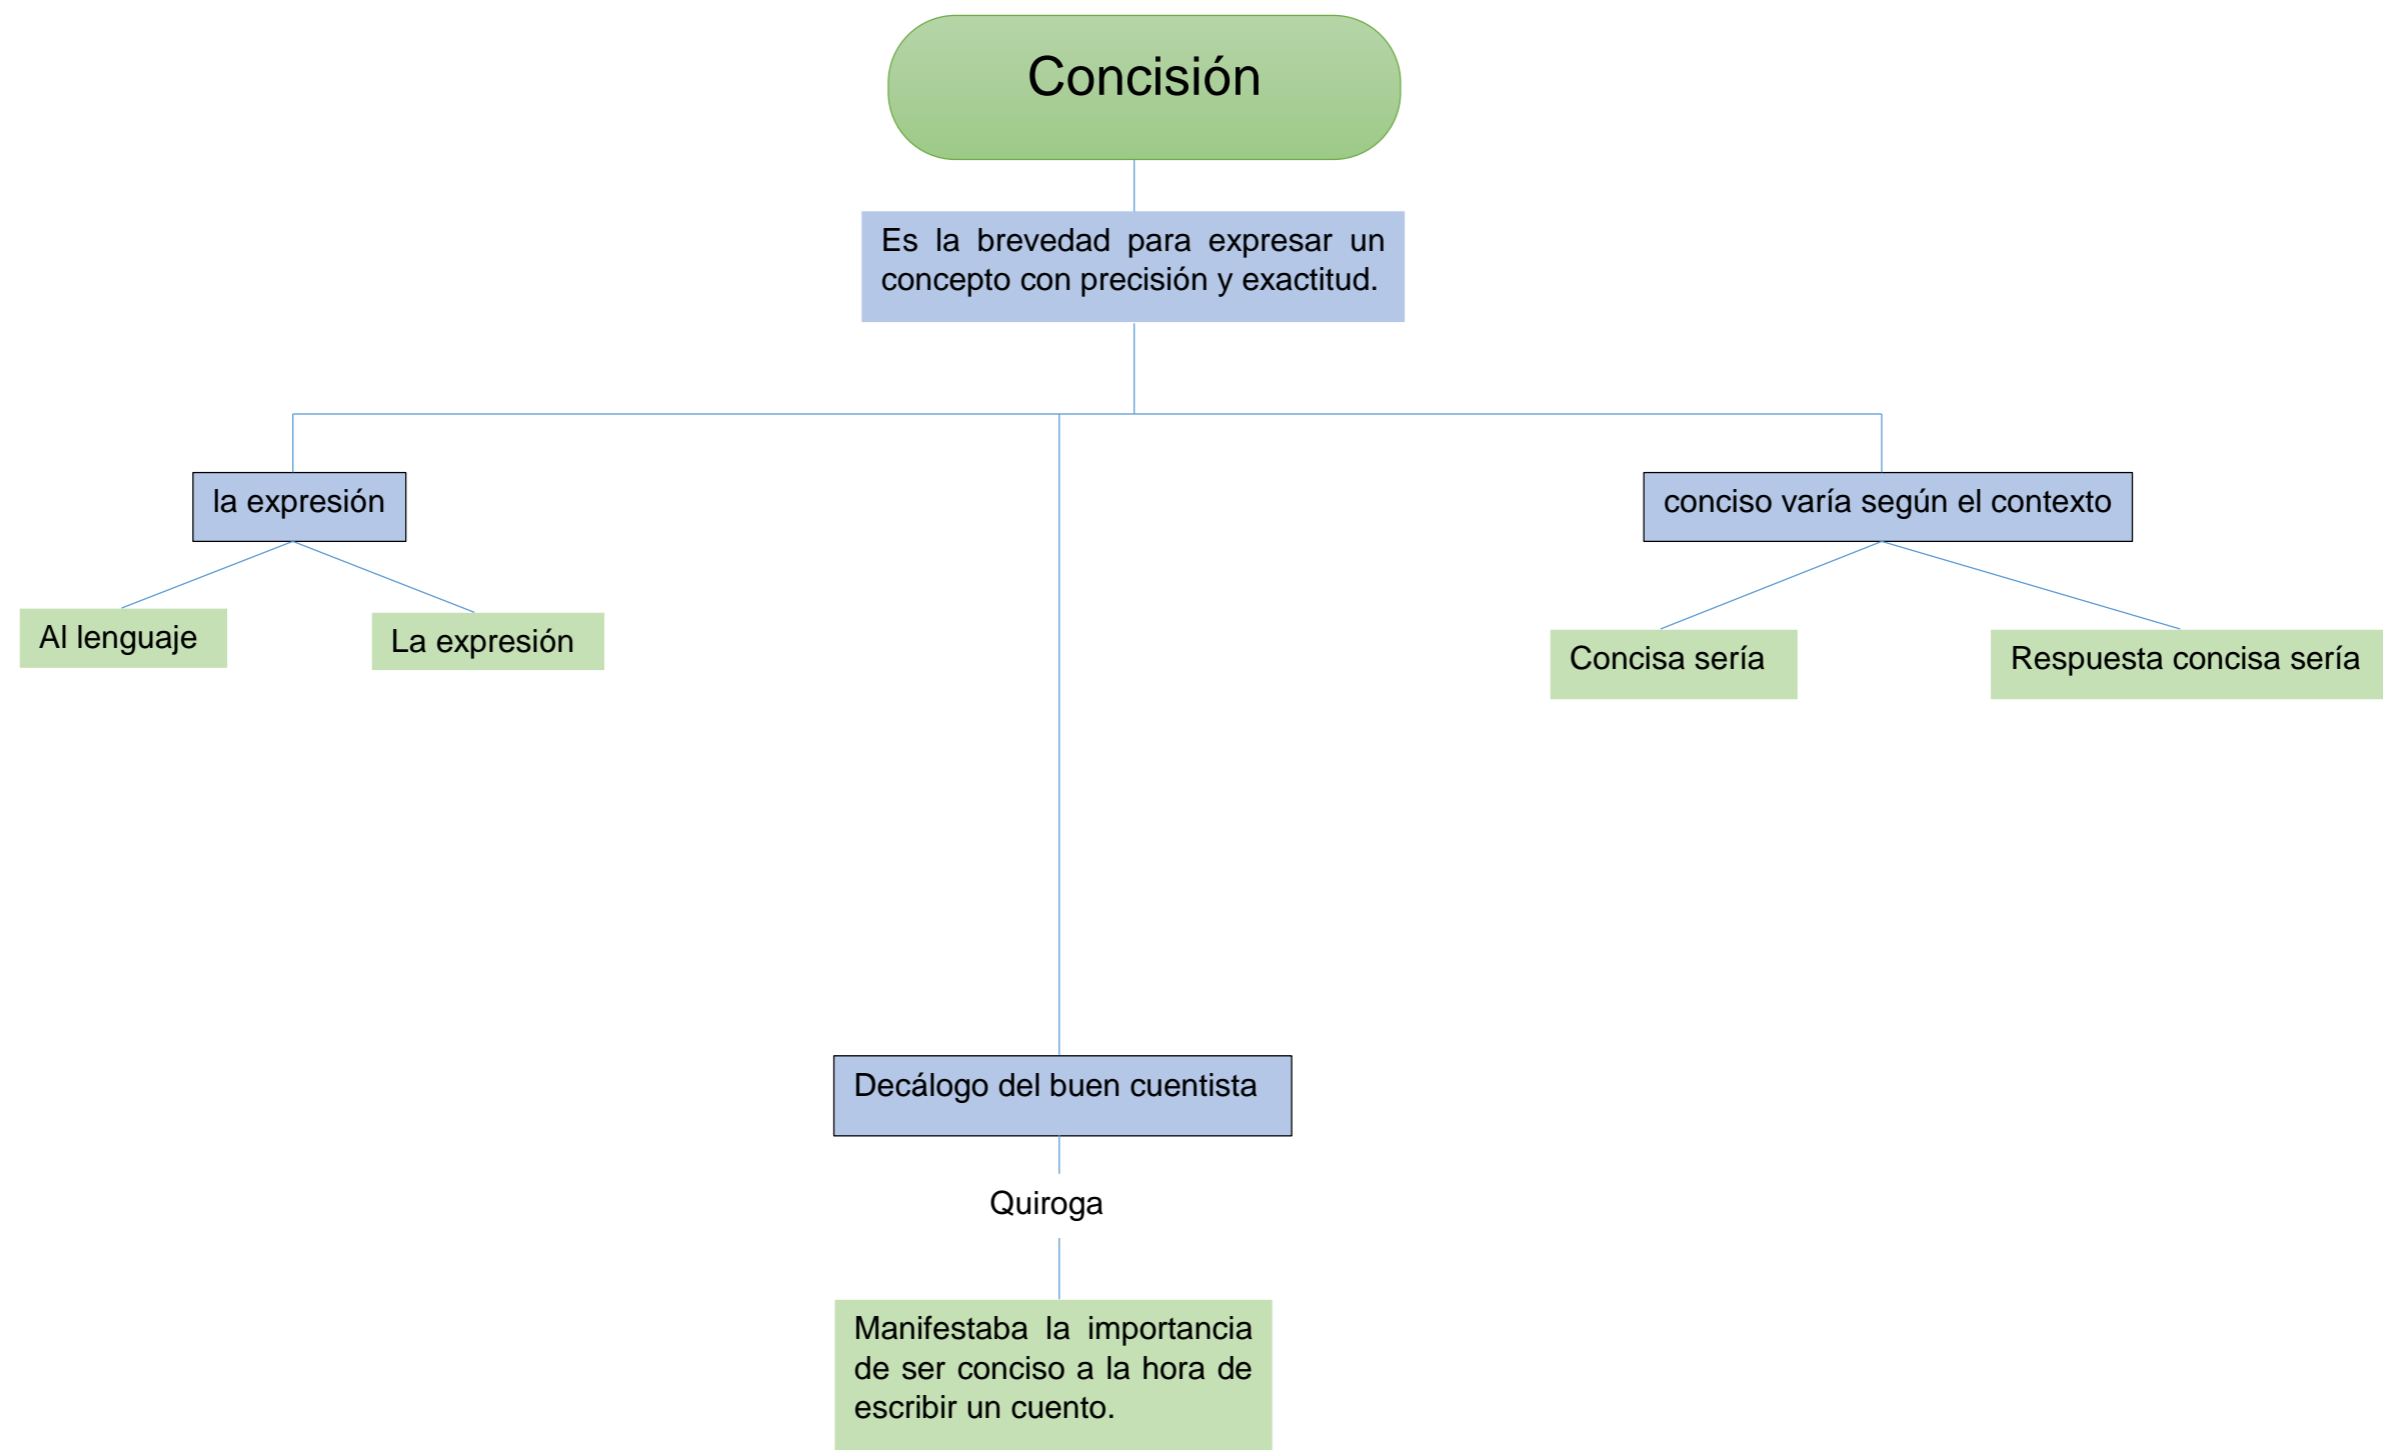 Concisión
Es la brevedad para expresar un
concepto con precisión y exactitud.
la expresión
conciso varía según el contexto
Al lenguaje
La expresión
Concisa sería
Respuesta concisa sería
Decálogo del buen cuentista
Quiroga
Manifestaba la importancia
de ser conciso a la hora de
escribir un cuento.